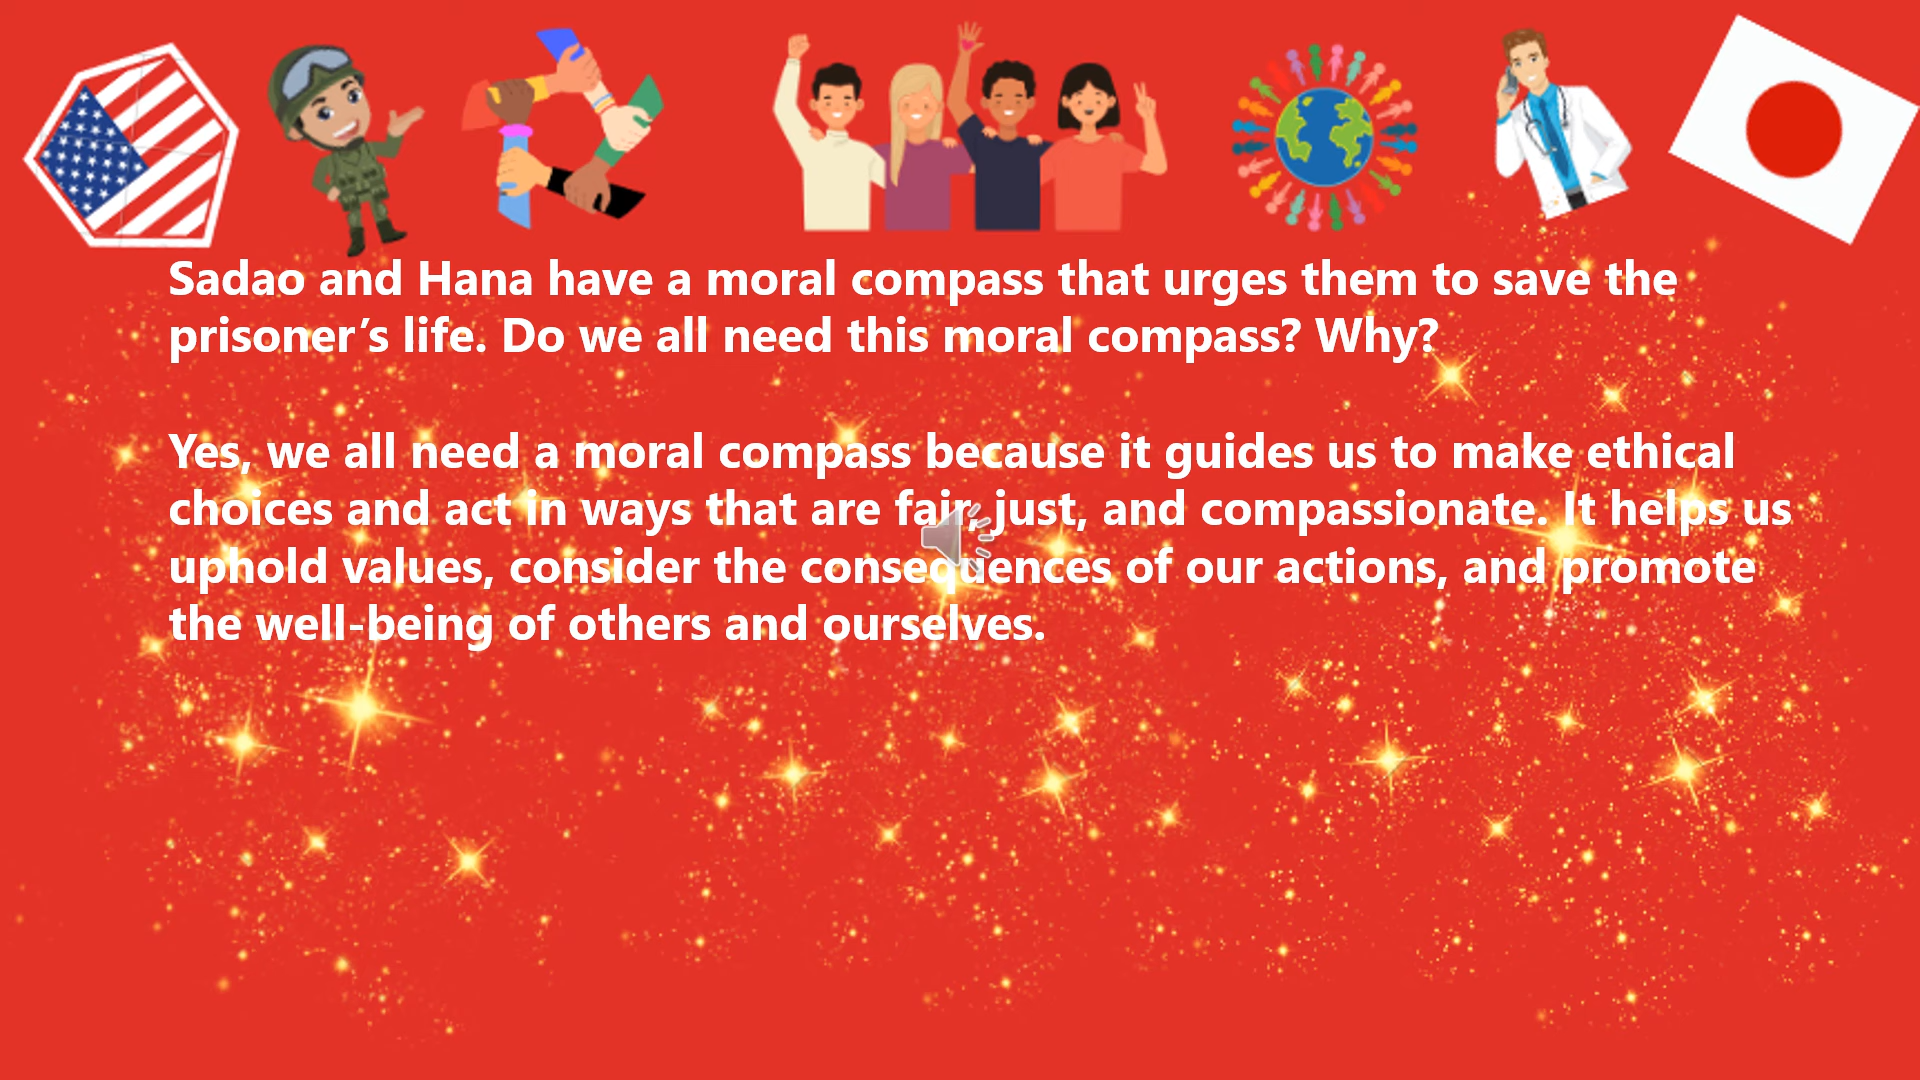 Sadao and Hana have a moral compass that urges them to save the
prisoner’s life. Do we all need this moral compass? Why?
Yes, we all need a moral compass because it guides us to make ethical
choices and act in ways that are fair, just, and compassionate. It helps us
uphold values, consider the consequences of our actions, and promote
the well-being of others and ourselves.